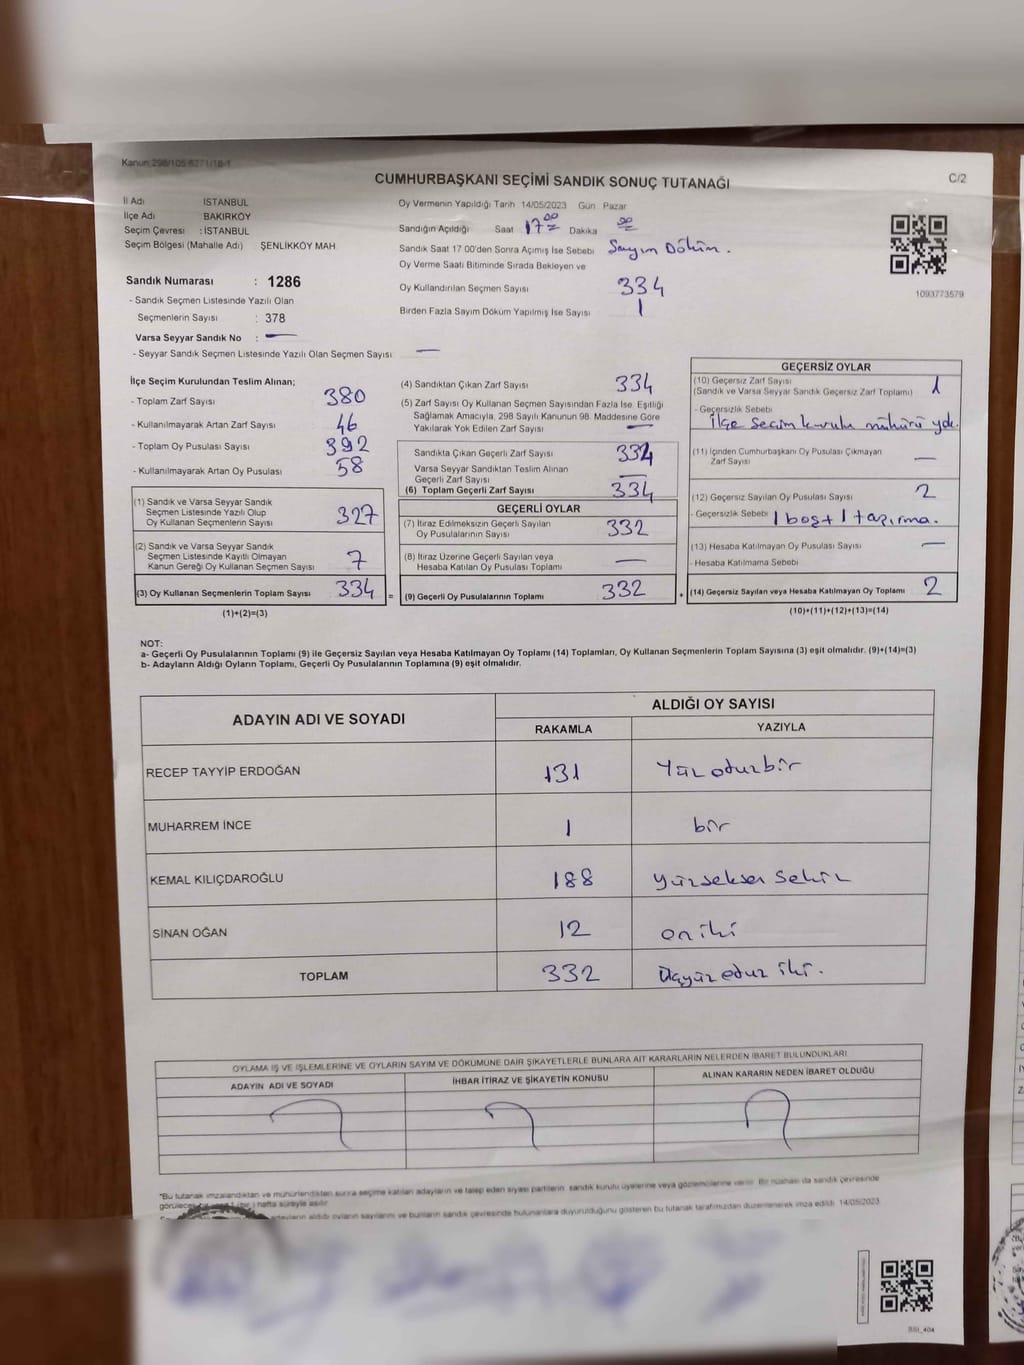 Kanun:298/105.6271/18-1
CUMHURBAŞKANI SEÇİMİ SANDIK SONUÇ TUTANAĞI
C/2
İl Adı İSTANBUL
İlçe Adı BAKIRKÖY
Seçim Çevresi : İSTANBUL
Seçim Bölgesi (Mahalle Adı) ŞENLİKKÖY MAH
Oy Vermenin Yapıldığı Tarih 14/05/2023 Gün Pazar
Sandığın Açıldığı Saat 17 00 Dakika 00
Sandık Saat 17 00'den Sonra Açımış İse Sebebi Sayım Döküm.
Oy Verme Saati Bitiminde Sırada Bekleyen ve
Oy Kullandırılan Seçmen Sayısı 334
Birden Fazla Sayım Döküm Yapılmış İse Sayısı 1
1093773579
Sandık Numarası : 1286
- Sandık Seçmen Listesinde Yazılı Olan
Seçmenlerin Sayısı : 378
Varsa Seyyar Sandık No : —
- Seyyar Sandık Seçmen Listesinde Yazılı Olan Seçmen Sayısı —
İlçe Seçim Kurulundan Teslim Alınan;
- Toplam Zarf Sayısı 380
- Kullanılmayarak Artan Zarf Sayısı 46
- Toplam Oy Pusulası Sayısı 392
- Kullanılmayarak Artan Oy Pusulası 58
(1) Sandık ve Varsa Seyyar Sandık
Seçmen Listesinde Yazılı Olup
Oy Kullanan Seçmenlerin Sayısı 327
(2) Sandık ve Varsa Seyyar Sandık
Seçmen Listesinde Kayıtlı Olmayan
Kanun Gereği Oy Kullanan Seçmen Sayısı 7
(3) Oy Kullanan Seçmenlerin Toplam Sayısı 334 =
(1)+(2)=(3)
(4) Sandıktan Çıkan Zarf Sayısı 334
(5) Zarf Sayısı Oy Kullanan Seçmen Sayısından Fazla İse, Eşitliği
Sağlamak Amacıyla, 298 Sayılı Kanunun 98. Maddesine Göre
Yakılarak Yok Edilen Zarf Sayısı —
Sandıkta Çıkan Geçerli Zarf Sayısı 334
Varsa Seyyar Sandıktan Teslim Alınan
Geçerli Zarf Sayısı —
(6) Toplam Geçerli Zarf Sayısı 334
GEÇERLİ OYLAR
(7) İtiraz Edilmeksizin Geçerli Sayılan
Oy Pusulalarının Sayısı 332
(8) İtiraz Üzerine Geçerli Sayılan veya
Hesaba Katılan Oy Pusulası Toplamı —
(9) Geçerli Oy Pusulalarının Toplamı 332 +
GEÇERSİZ OYLAR
(10) Geçersiz Zarf Sayısı
(Sandık ve Varsa Seyyar Sandık Geçersiz Zarf Toplamı) 1
- Geçersizlik Sebebi
İlçe Seçim kurulu mühürü yok.
(11) İçinden Cumhurbaşkanı Oy Pusulası Çıkmayan
Zarf Sayısı —
(12) Geçersiz Sayılan Oy Pusulası Sayısı 2
- Geçersizlik Sebebi 1 boş + 1 taşırma.
(13) Hesaba Katılmayan Oy Pusulası Sayısı —
- Hesaba Katılmama Sebebi
(14) Geçersiz Sayılan veya Hesaba Katılmayan Oy Toplamı 2
(10)+(11)+(12)+(13)=(14)
NOT:
a- Geçerli Oy Pusulalarının Toplamı (9) ile Geçersiz Sayılan veya Hesaba Katılmayan Oy Toplamı (14) Toplamları, Oy Kullanan Seçmenlerin Toplam Sayısına (3) eşit olmalıdır. (9)+(14)=(3)
b- Adayların Aldığı Oyların Toplamı, Geçerli Oy Pusulalarının Toplamına (9) eşit olmalıdır.
ADAYIN ADI VE SOYADI
ALDIĞI OY SAYISI
RAKAMLA YAZIYLA
RECEP TAYYİP ERDOĞAN 131 Yüz otuz bir
MUHARREM İNCE 1 bir
KEMAL KILIÇDAROĞLU 188 yüzseksen sekiz
SİNAN OĞAN 12 on iki
TOPLAM 332 Üçyüz otuz iki.
OYLAMA İŞ VE İŞLEMLERİNE VE OYLARIN SAYIM VE DÖKÜMÜNE DAİR ŞİKAYETLERLE BUNLARA AİT KARARLARIN NELERDEN İBARET BULUNDUKLARI
ADAYIN ADI VE SOYADI İHBAR İTİRAZ VE ŞİKAYETİN KONUSU ALINAN KARARIN NEDEN İBARET OLDUĞU
*Bu tutanak imzalandıktan ve mühürlendikten sonra seçime katılan adayların ve talep eden siyasi partilerin sandık kurulu üyelerine veya gözlemcilerine verilir. Bir nüshası da sandık çevresinde
hafta süreyle asılır.
adayların aldığı oyların sayılarını ve bunların sandık çevresinde bulunanlara duyurulduğunu gösteren bu tutanak tarafımızdan düzenlenerek imza edildi. 14/05/2023
SSI_404